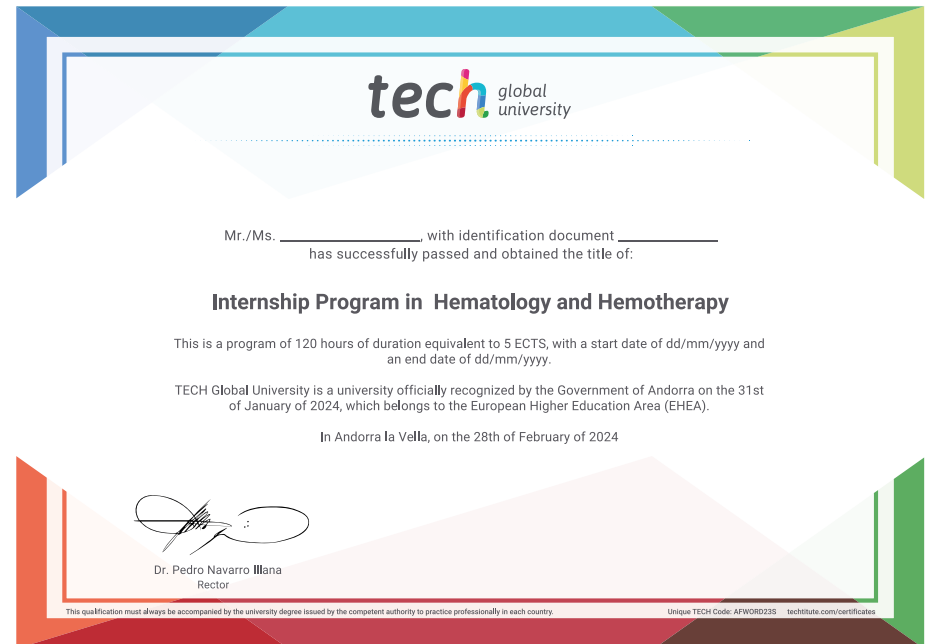 tech global university
Mr./Ms. ____________, with identification document ____________
has successfully passed and obtained the title of:
Internship Program in Hematology and Hemotherapy
This is a program of 120 hours of duration equivalent to 5 ECTS, with a start date of dd/mm/yyyy and
an end date of dd/mm/yyyy.
TECH Global University is a university officially recognized by the Government of Andorra on the 31st
of January of 2024, which belongs to the European Higher Education Area (EHEA).
In Andorra la Vella, on the 28th of February of 2024
Dr. Pedro Navarro Illana
Rector
This qualification must always be accompanied by the university degree issued by the competent authority to practice professionally in each country.
Unique TECH Code: AFWORD23S techtitute.com/certificates